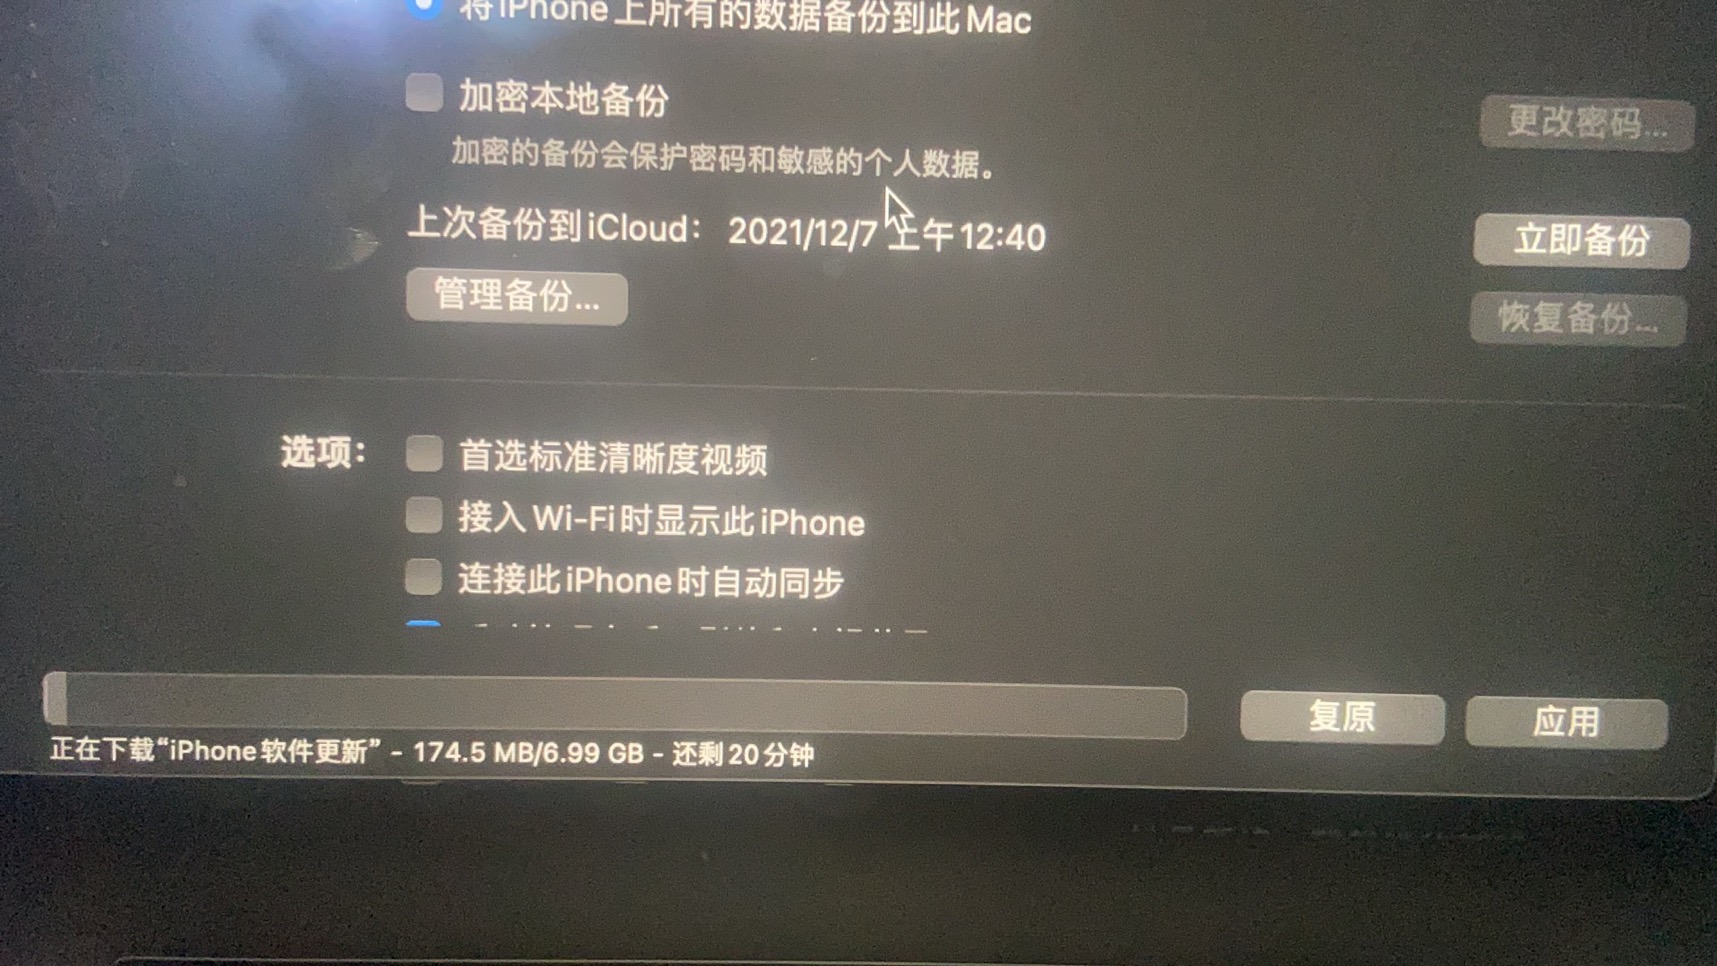 将iPhone上所有的数据备份到此Mac
加密本地备份
更改密码...
加密的备份会保护密码和敏感的个人数据。
上次备份到iCloud： 2021/12/7 上午12:40
立即备份
管理备份...
恢复备份...
选项：
首选标准清晰度视频
接入Wi-Fi时显示此iPhone
连接此iPhone时自动同步
复原
应用
正在下载“iPhone软件更新” - 174.5 MB/6.99 GB - 还剩20分钟